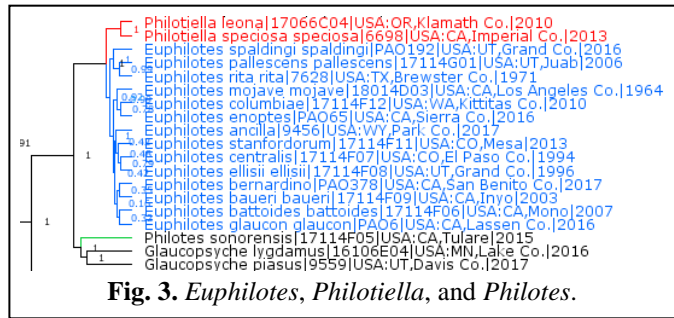 Philotiella leona|17066C04|USA:OR,Klamath Co.|2010
Philotiella speciosa speciosa|6698|USA:CA,Imperial Co.|2013
Euphilotes spaldingi spaldingi|PAO192|USA:UT,Grand Co.|2016
Euphilotes pallescens pallescens|17114G01|USA:UT,Juab|2006
Euphilotes rita rita|7628|USA:TX,Brewster Co.|1971
Euphilotes mojave mojave|18014D03|USA:CA,Los Angeles Co.|1964
Euphilotes columbiae|17114F12|USA:WA,Kittitas Co.|2010
Euphilotes enoptes|PAO65|USA:CA,Sierra Co.|2016
Euphilotes ancilla|9456|USA:WY,Park Co.|2017
Euphilotes stanfordorum|17114F11|USA:CO,Mesa|2013
Euphilotes centralis|17114F07|USA:CO,El Paso Co.|1994
Euphilotes ellisii ellisii|17114F08|USA:UT,Grand Co.|1996
Euphilotes bernardino|PAO378|USA:CA,San Benito Co.|2017
Euphilotes baueri baueri|17114F09|USA:CA,Inyo|2003
Euphilotes battoides battoides|17114F06|USA:CA,Mono|2007
Euphilotes glaucon glaucon|PAO6|USA:CA,Lassen Co.|2016
Philotes sonorensis|17114F05|USA:CA,Tulare|2015
Glaucopsyche lygdamus|16106E04|USA:MN,Lake Co.|2016
Glaucopsyche piasus|9559|USA:UT,Davis Co.|2017
91
1
1
1
1
1
1
1
1
Fig. 3. Euphilotes, Philotiella, and Philotes.